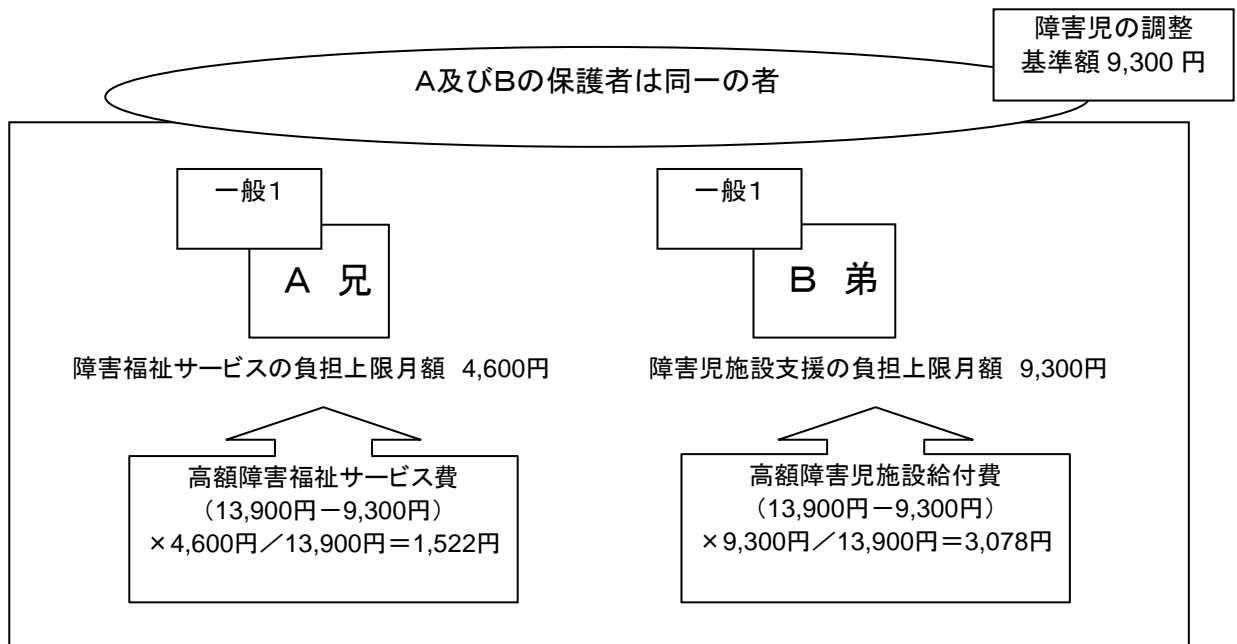 障害児の調整
基準額 9,300 円
A及びBの保護者は同一の者
一般1
A 兄
障害福祉サービスの負担上限月額 4,600円
高額障害福祉サービス費
(13,900円-9,300円)
×4,600円/13,900円=1,522円
一般1
B 弟
障害児施設支援の負担上限月額 9,300円
高額障害児施設給付費
(13,900円-9,300円)
×9,300円/13,900円=3,078円